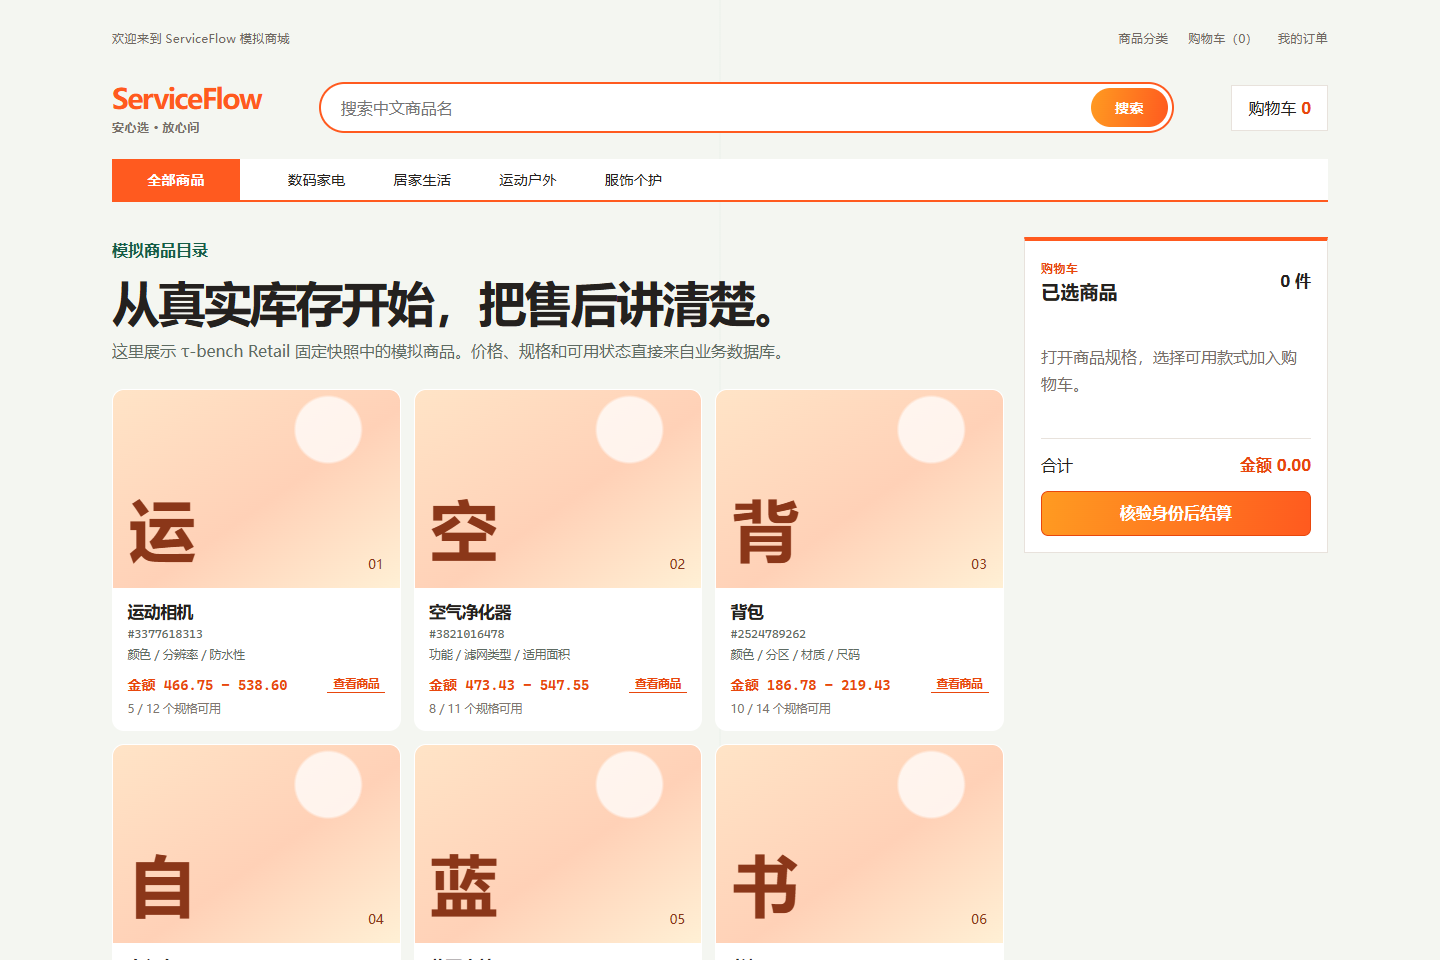 欢迎来到 ServiceFlow 模拟商城
商品分类 购物车（0） 我的订单
ServiceFlow
安心选・放心问
搜索中文商品名
搜索
购物车 0
全部商品 数码家电 居家生活 运动户外 服饰个护
模拟商品目录
从真实库存开始，把售后讲清楚。
这里展示 τ-bench Retail 固定快照中的模拟商品。价格、规格和可用状态直接来自业务数据库。
运
01
运动相机
#3377618313
颜色 / 分辨率 / 防水性
金额 466.75 – 538.60
查看商品
5 / 12 个规格可用
空
02
空气净化器
#3821016478
功能 / 滤网类型 / 适用面积
金额 473.43 – 547.55
查看商品
8 / 11 个规格可用
背
03
背包
#2524789262
颜色 / 分区 / 材质 / 尺码
金额 186.78 – 219.43
查看商品
10 / 14 个规格可用
自
04
蓝
05
书
06
购物车
已选商品
0 件
打开商品规格，选择可用款式加入购
物车。
合计
金额 0.00
核验身份后结算